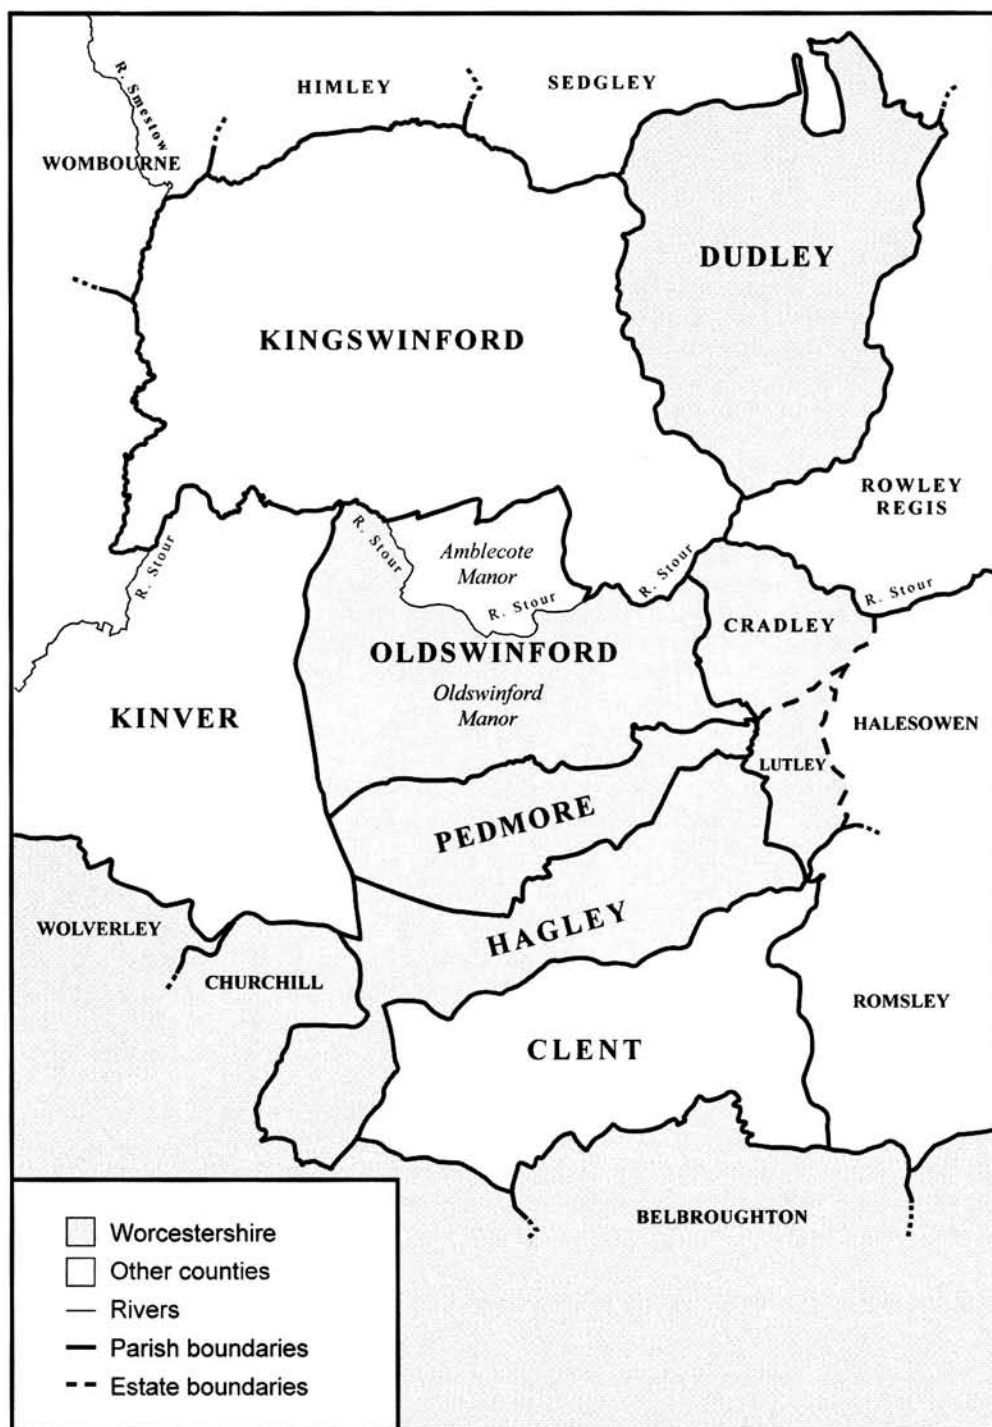 R. Smestow
HIMLEY
SEDGLEY
WOMBOURNE
DUDLEY
KINGSWINFORD
ROWLEY
REGIS
R. Stour
R. Stour
Amblecote
Manor
R. Stour
R. Stour
R. Stour
CRADLEY
OLDSWINFORD
Oldswinford
Manor
KINVER
HALESOWEN
LUTLEY
PEDMORE
WOLVERLEY
HAGLEY
CHURCHILL
ROMSLEY
CLENT
BELBROUGHTON
Worcestershire
Other counties
Rivers
Parish boundaries
Estate boundaries